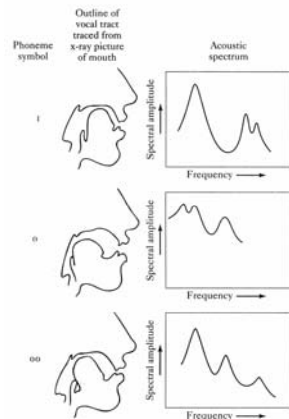 Phoneme
symbol
Outline of
vocal tract
traced from
x-ray picture
of mouth
Acoustic
spectrum
I
Spectral amplitude
Frequency
o
Spectral amplitude
Frequency
oo
Spectral amplitude
Frequency